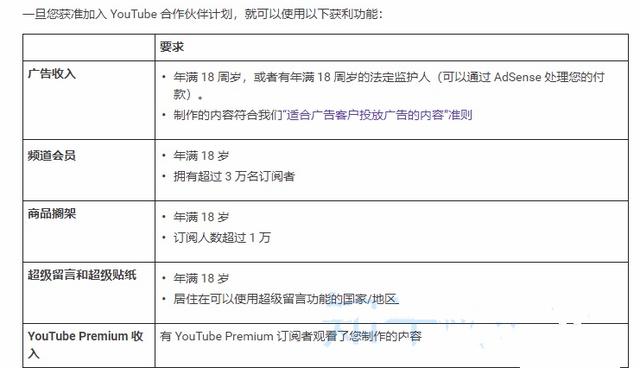 一旦您获准加入 YouTube 合作伙伴计划，就可以使用以下获利功能：
要求
广告收入
• 年满 18 周岁，或者有年满 18 周岁的法定监护人（可以通过 AdSense 处理您的付
款）。
• 制作的内容符合我们“适合广告客户投放广告的内容”准则
频道会员
• 年满 18 岁
• 拥有超过 3 万名订阅者
商品搁架
• 年满 18 岁
• 订阅人数超过 1 万
超级留言和超级贴纸
• 年满 18 岁
• 居住在可以使用超级留言功能的国家/地区
YouTube Premium 收
入
有 YouTube Premium 订阅者观看了您制作的内容